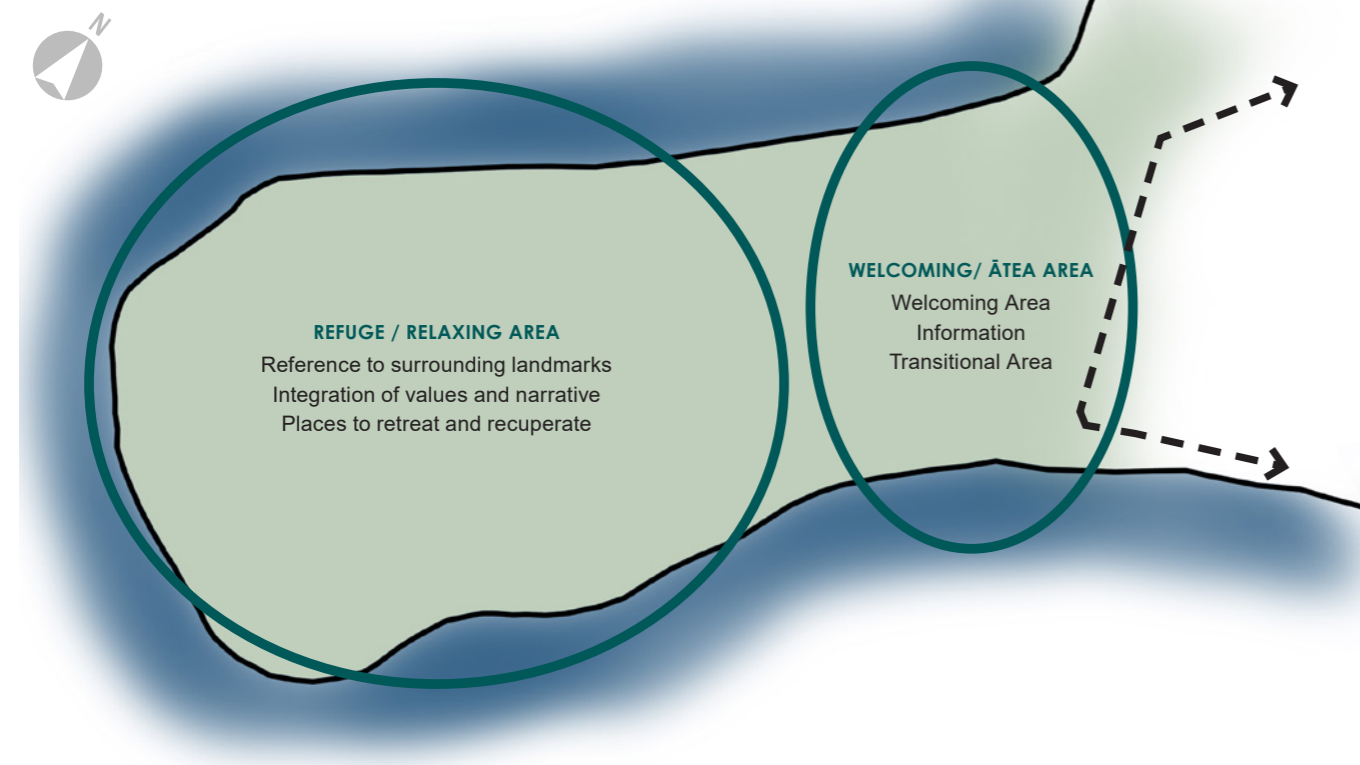 N
REFUGE / RELAXING AREA
Reference to surrounding landmarks
Integration of values and narrative
Places to retreat and recuperate
WELCOMING/ ĀTEA AREA
Welcoming Area
Information
Transitional Area